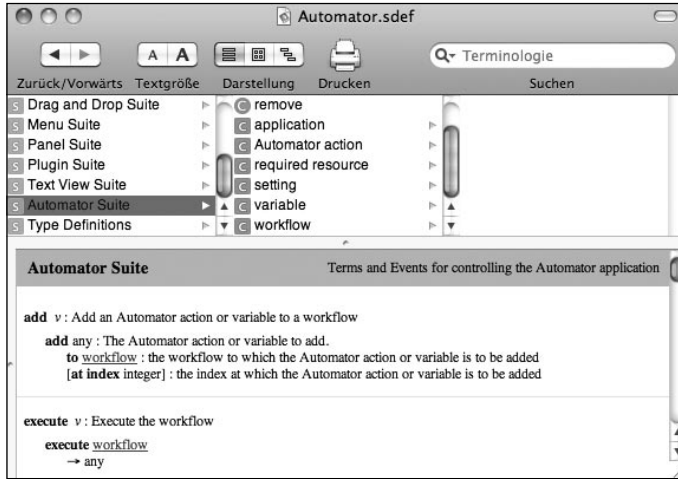 Automator.sdef
A A
Terminologie
Zurück/Vorwärts Textgröße Darstellung Drucken Suchen
S Drag and Drop Suite
S Menu Suite
S Panel Suite
S Plugin Suite
S Text View Suite
S Automator Suite
S Type Definitions
C remove
C application
C Automator action
C required resource
C setting
C variable
C workflow
Automator Suite Terms and Events for controlling the Automator application
add v : Add an Automator action or variable to a workflow
add any : The Automator action or variable to add.
to workflow : the workflow to which the Automator action or variable is to be added
[at index integer] : the index at which the Automator action or variable is to be added
execute v : Execute the workflow
execute workflow
→ any